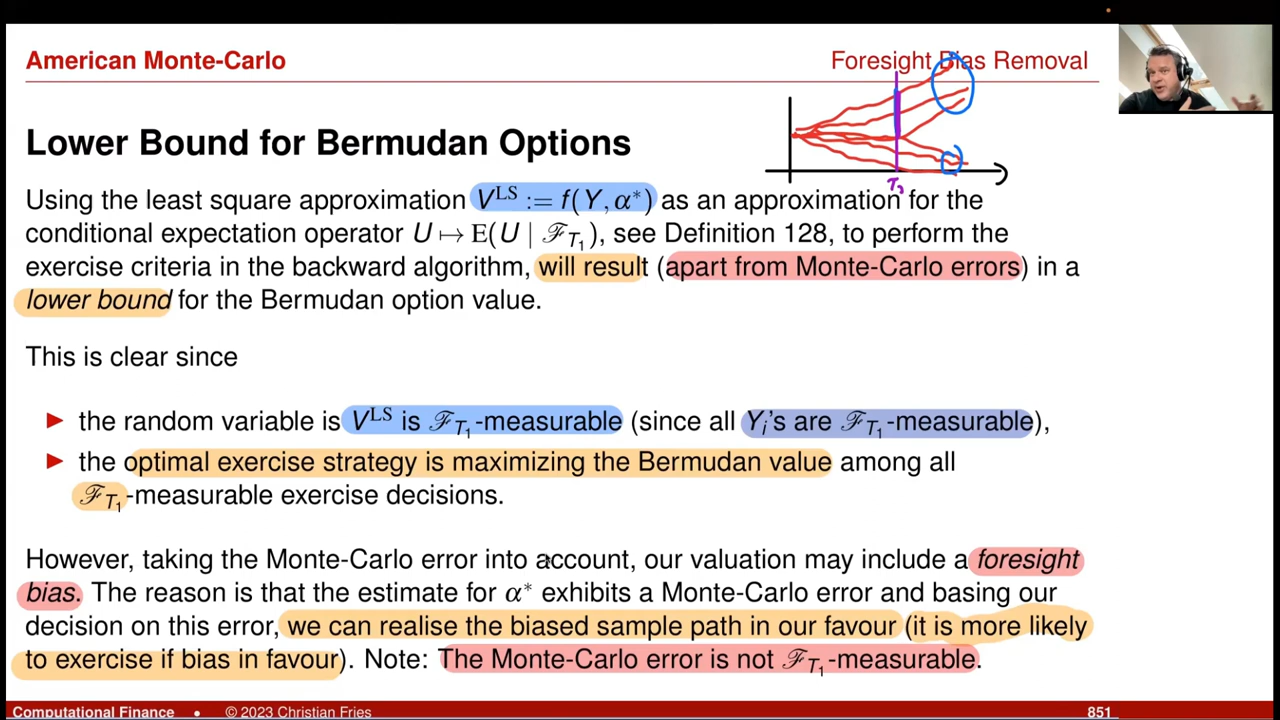 American Monte-Carlo
Foresight Bias Removal
Lower Bound for Bermudan Options
T₁
Using the least square approximation V^LS := f(Y, α*) as an approximation for the
conditional expectation operator U ↦ E(U | ℱ_T₁), see Definition 128, to perform the
exercise criteria in the backward algorithm, will result (apart from Monte-Carlo errors) in a
lower bound for the Bermudan option value.
This is clear since
► the random variable is V^LS is ℱ_T₁-measurable (since all Y_i's are ℱ_T₁-measurable),
► the optimal exercise strategy is maximizing the Bermudan value among all
ℱ_T₁-measurable exercise decisions.
However, taking the Monte-Carlo error into account, our valuation may include a foresight
bias. The reason is that the estimate for α* exhibits a Monte-Carlo error and basing our
decision on this error, we can realise the biased sample path in our favour (it is more likely
to exercise if bias in favour). Note: The Monte-Carlo error is not ℱ_T₁-measurable.
Computational Finance • © 2023 Christian Fries
851